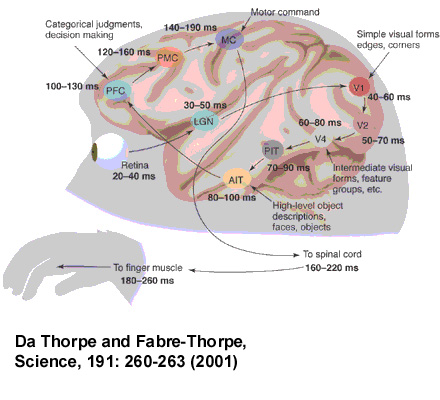 Categorical judgments,
decision making
140–190 ms
Motor command
120–160 ms
PMC
MC
Simple visual forms
edges, corners
100–130 ms
PFC
30–50 ms
LGN
V1
40–60 ms
60–80 ms
V2
V4
50–70 ms
PIT
Retina
20–40 ms
70–90 ms
Intermediate visual
forms, feature
groups, etc.
AIT
80–100 ms
High-level object
descriptions,
faces, objects
To spinal cord
160–220 ms
To finger muscle
180–260 ms
Da Thorpe and Fabre-Thorpe,
Science, 191: 260-263 (2001)